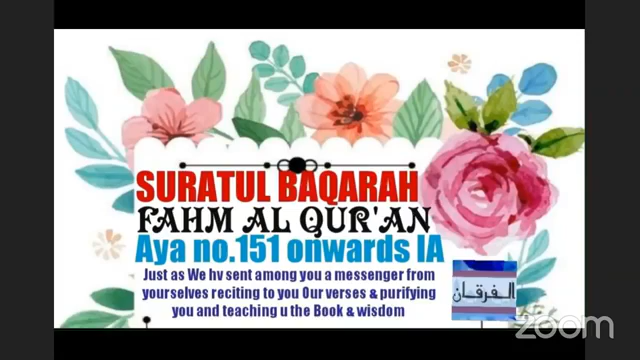 SURATUL BAQARAH
FAHM AL QUR'AN
Aya no.151 onwards IA
Just as We hv sent among you a messenger from
yourselves reciting to you Our verses & purifying
you and teaching u the Book & wisdom
الفرقان
zoom